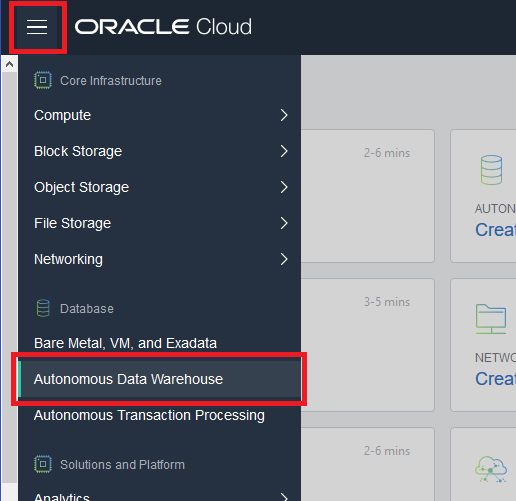 ORACLE Cloud
Core Infrastructure
Compute
Block Storage
Object Storage
File Storage
Networking
Database
Bare Metal, VM, and Exadata
Autonomous Data Warehouse
Autonomous Transaction Processing
Solutions and Platform
Analytics
2-6 mins
AUTON
Creat
3-5 mins
NETWO
Creat
2-6 mins